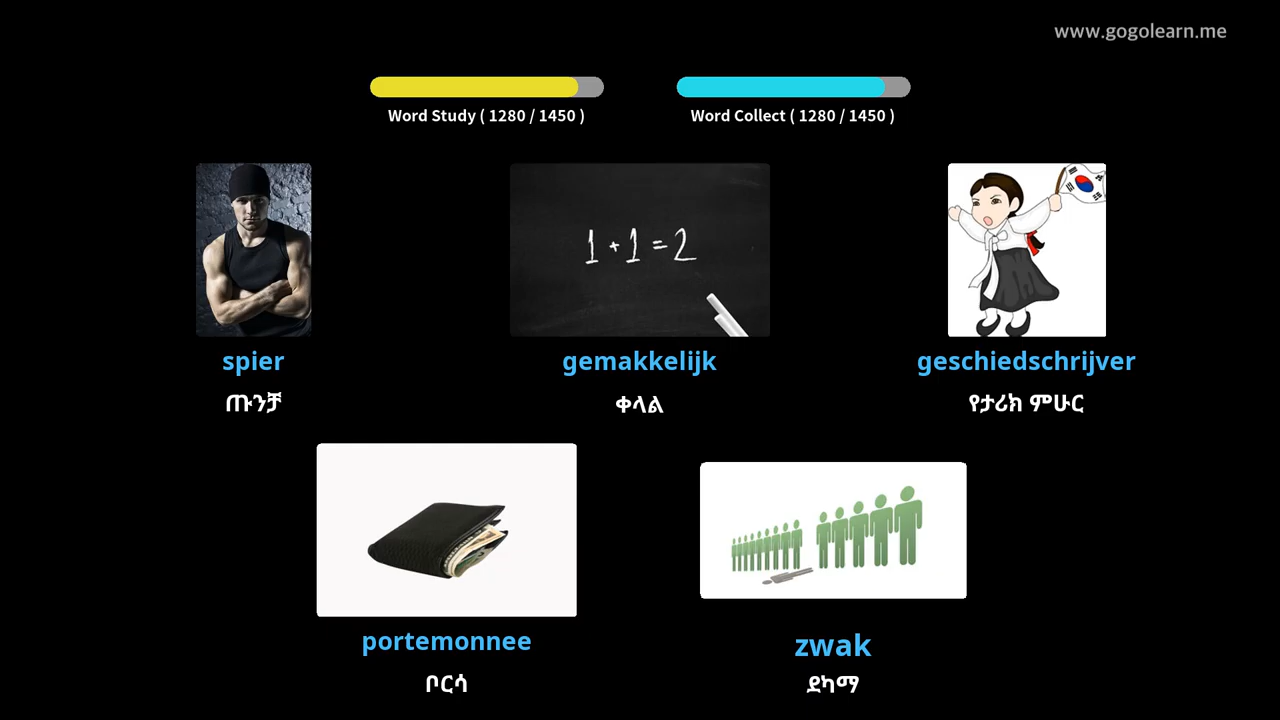 www.gogolearn.me
Word Study ( 1280 / 1450 )
Word Collect ( 1280 / 1450 )
1 + 1 = 2
spier
gemakkelijk
geschiedschrijver
ጡንቻ
ቀላል
የታሪክ ምሁር
portemonnee
zwak
ቦርሳ
ደካማ